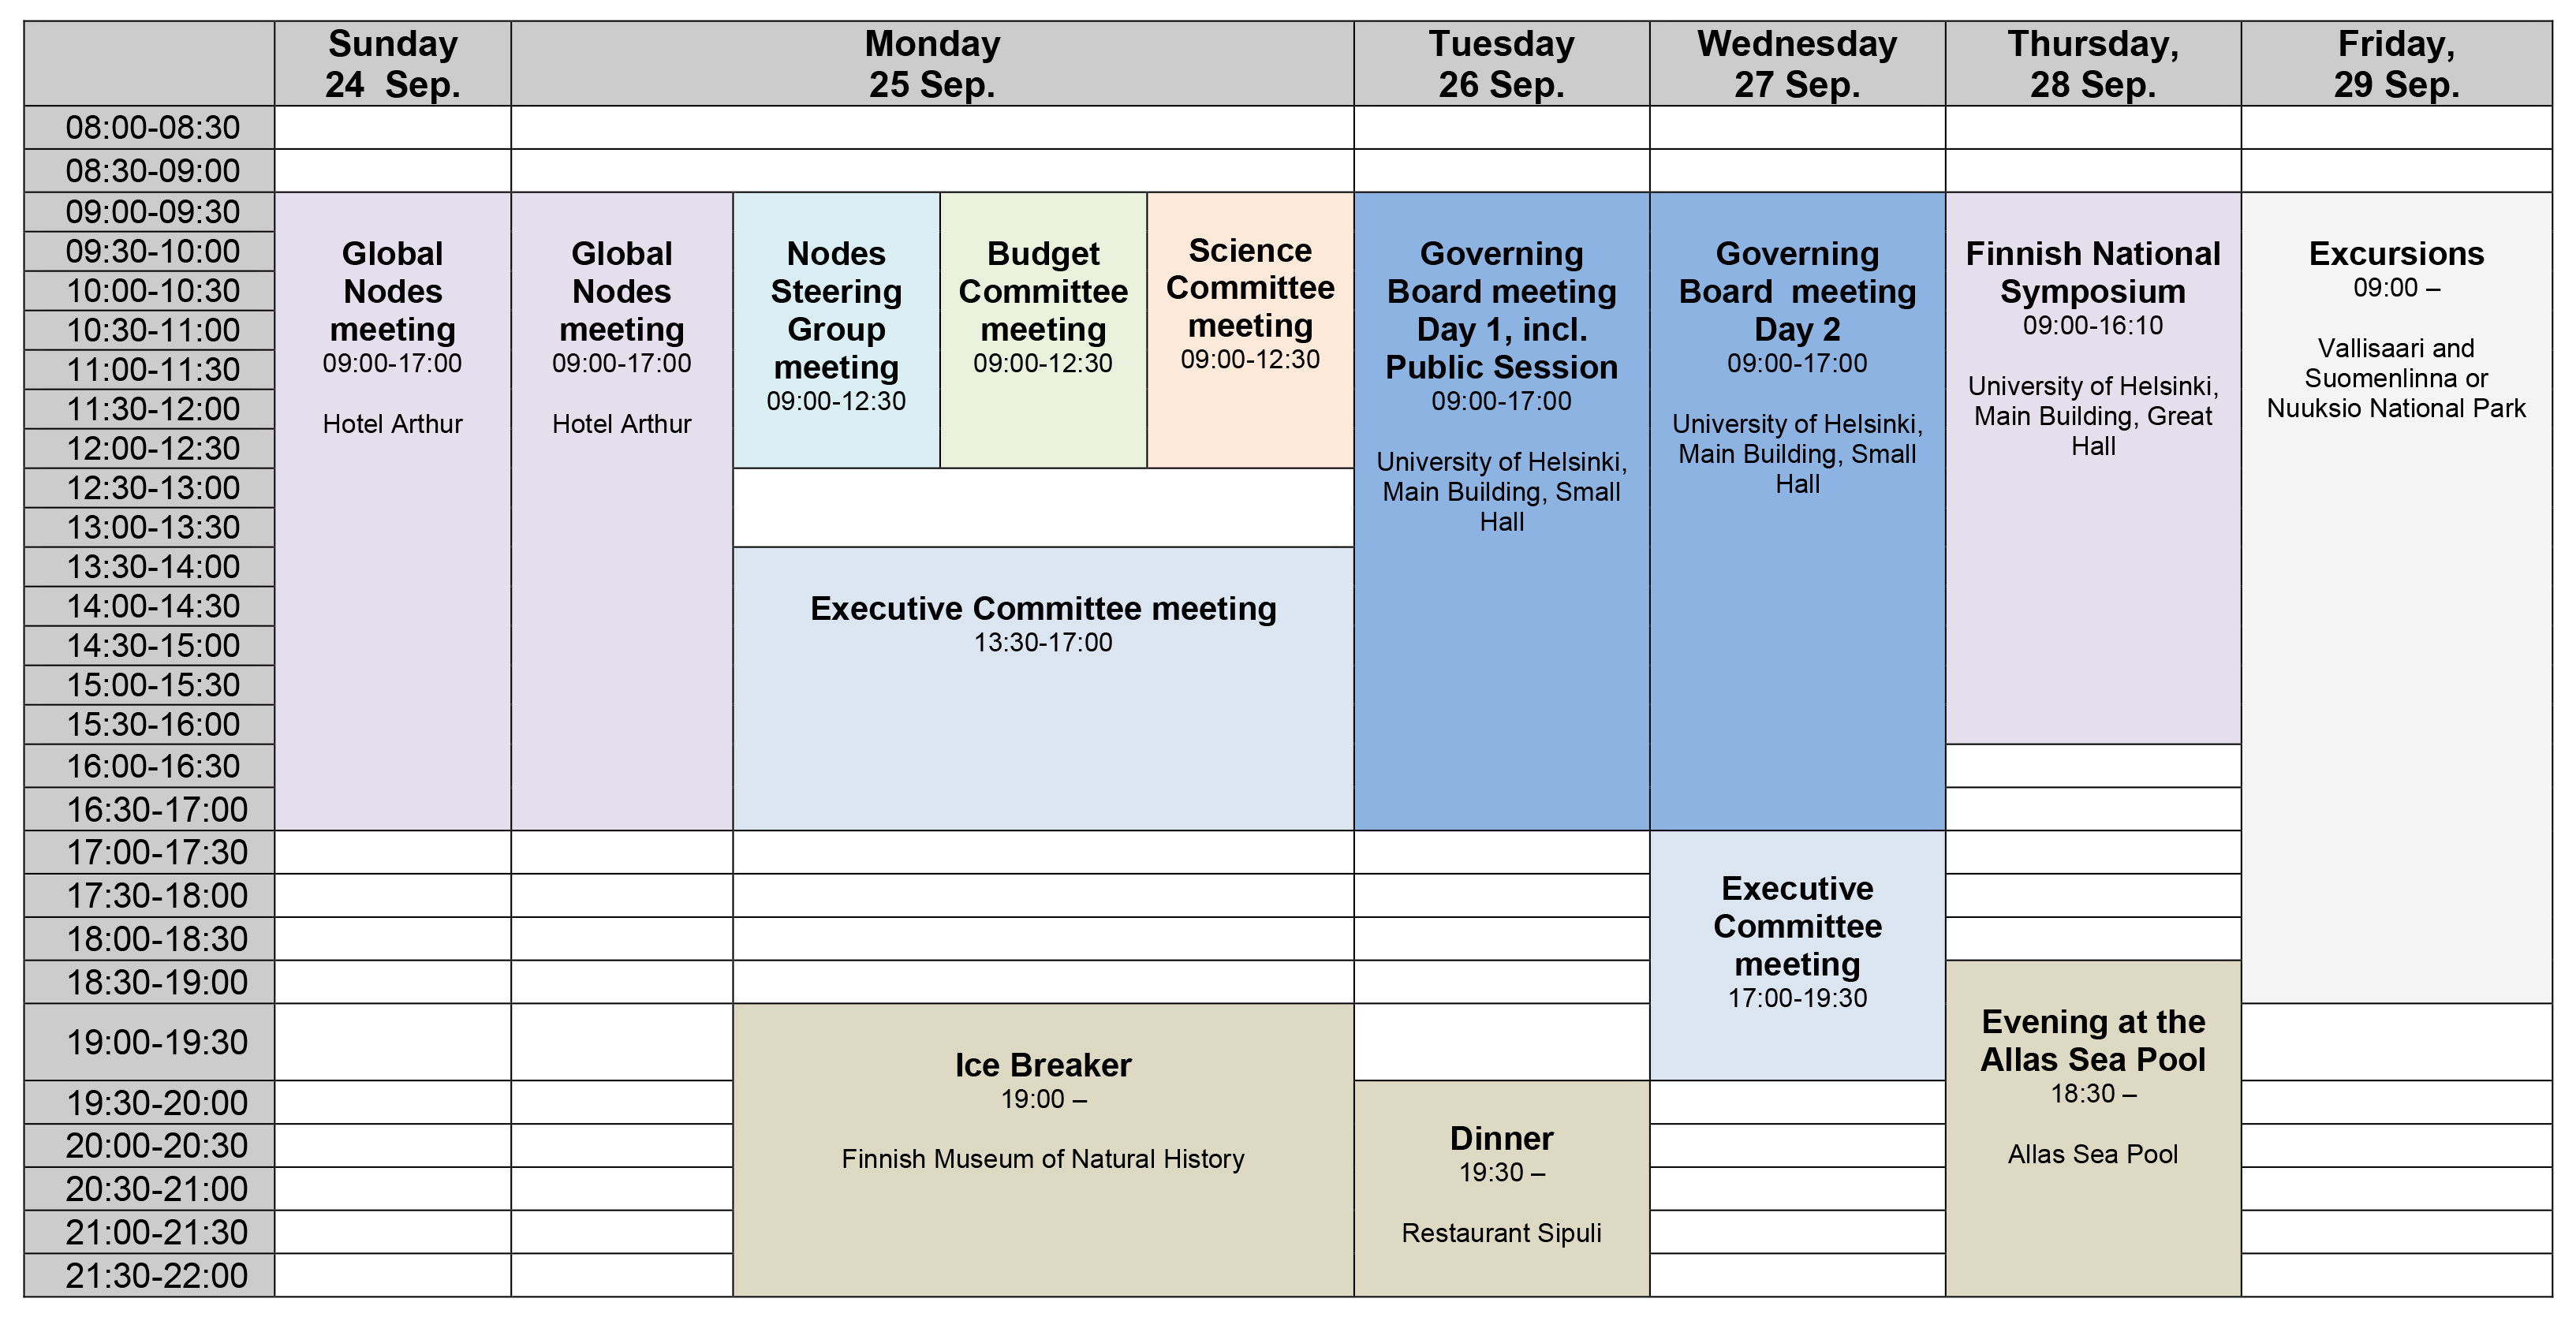 Sunday
24  Sep.
Monday
25 Sep.
Tuesday
26 Sep.
Wednesday
27 Sep.
Thursday,
28 Sep.
Friday,
29 Sep.
08:00-08:30
08:30-09:00
09:00-09:30
09:30-10:00
10:00-10:30
10:30-11:00
11:00-11:30
11:30-12:00
12:00-12:30
12:30-13:00
13:00-13:30
13:30-14:00
14:00-14:30
14:30-15:00
15:00-15:30
15:30-16:00
16:00-16:30
16:30-17:00
17:00-17:30
17:30-18:00
18:00-18:30
18:30-19:00
19:00-19:30
19:30-20:00
20:00-20:30
20:30-21:00
21:00-21:30
21:30-22:00
Global
Nodes
meeting
09:00-17:00
Hotel Arthur
Global
Nodes
meeting
09:00-17:00
Hotel Arthur
Nodes
Steering
Group
meeting
09:00-12:30
Budget
Committee
meeting
09:00-12:30
Science
Committee
meeting
09:00-12:30
Executive Committee meeting
13:30-17:00
Ice Breaker
19:00 –
Finnish Museum of Natural History
Governing
Board meeting
Day 1, incl.
Public Session
09:00-17:00
University of Helsinki,
Main Building, Small
Hall
Dinner
19:30 –
Restaurant Sipuli
Governing
Board  meeting
Day 2
09:00-17:00
University of Helsinki,
Main Building, Small
Hall
Executive
Committee
meeting
17:00-19:30
Finnish National
Symposium
09:00-16:10
University of Helsinki,
Main Building, Great
Hall
Evening at the
Allas Sea Pool
18:30 –
Allas Sea Pool
Excursions
09:00 –
Vallisaari and
Suomenlinna or
Nuuksio National Park